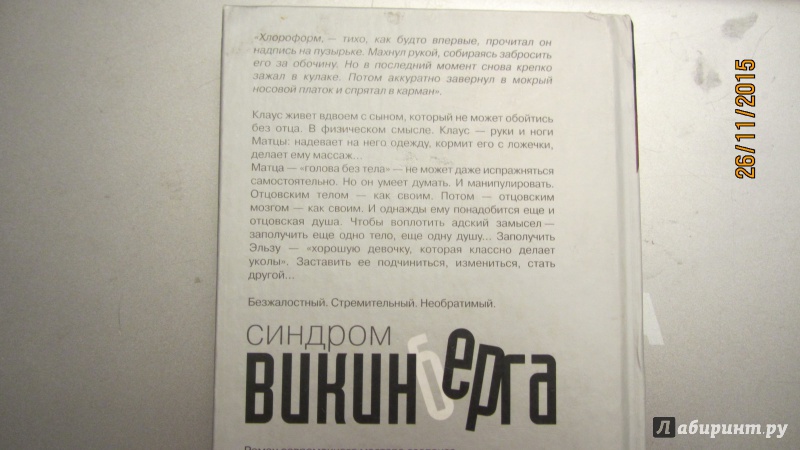 «Хлороформ, — тихо, как будто впервые, прочитал он
надпись на пузырьке. Махнул рукой, собираясь забросить
его за обочину. Но в последний момент снова крепко
зажал в кулаке. Потом аккуратно завернул в мокрый
носовой платок и спрятал в карман».
Клаус живет вдвоем с сыном, который не может обойтись
без отца. В физическом смысле. Клаус — руки и ноги
Матцы: надевает на него одежду, кормит его с ложечки,
делает ему массаж...
Матца — «голова без тела» — не может даже испражняться
самостоятельно. Но он умеет думать. И манипулировать.
Отцовским телом — как своим. Потом — отцовским
мозгом — как своим. И однажды ему понадобится еще и
отцовская душа. Чтобы воплотить адский замысел —
заполучить еще одно тело, еще одну душу... Заполучить
Эльзу — «хорошую девочку, которая классно делает
уколы». Заставить ее подчиниться, измениться, стать
другой...
Безжалостный. Стремительный. Необратимый.
синдром
викинберга
26/11/2015
Лабиринт.ру